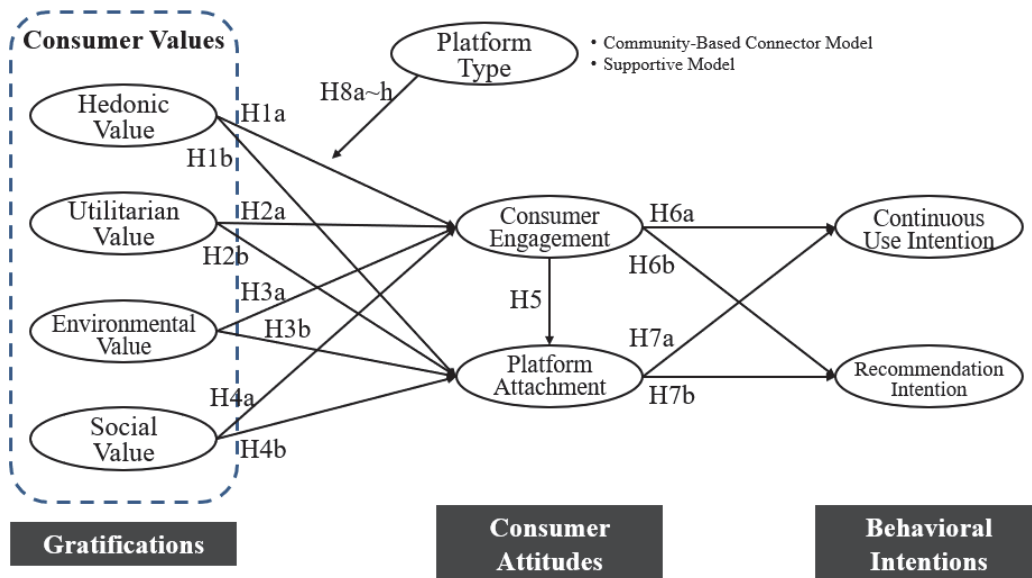 Consumer Values
Platform
Type
• Community-Based Connector Model
• Supportive Model
H8a~h
Hedonic
Value
H1a
H1b
Utilitarian
Value
H2a
H2b
Consumer
Engagement
H6a
H6b
Continuous
Use Intention
H3a
H5
Environmental
Value
H3b
H7a
Platform
Attachment
H7b
Recommendation
Intention
H4a
Social
Value
H4b
Gratifications
Consumer
Attitudes
Behavioral
Intentions